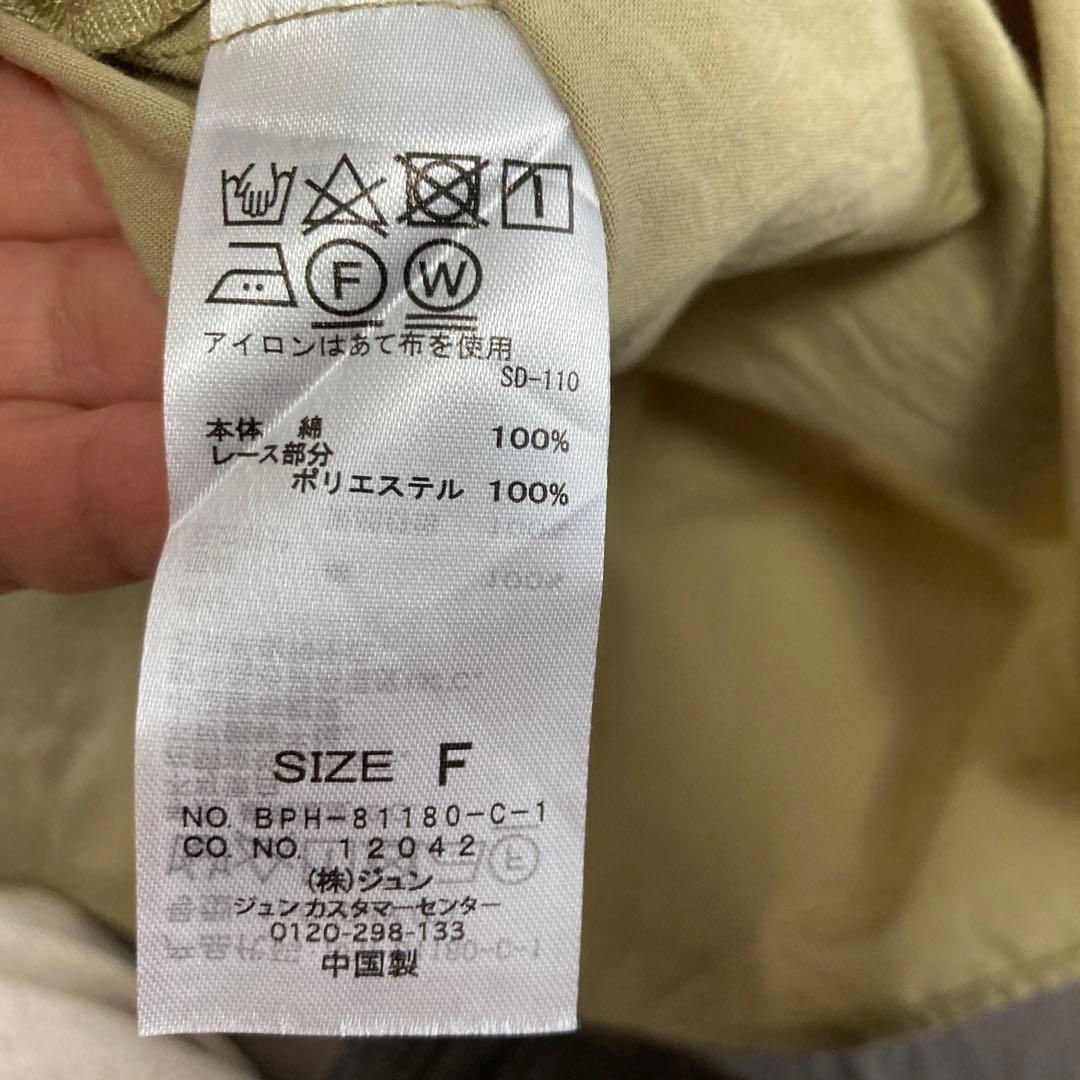 F W
アイロンはあて布を使用
SD-110
本体 綿 100%
レース部分
ポリエステル 100%
SIZE F
NO. BPH-81180-C-1
CO. NO. 12042
(株)ジュン
ジュンカスタマーセンター
0120-298-133
中国製